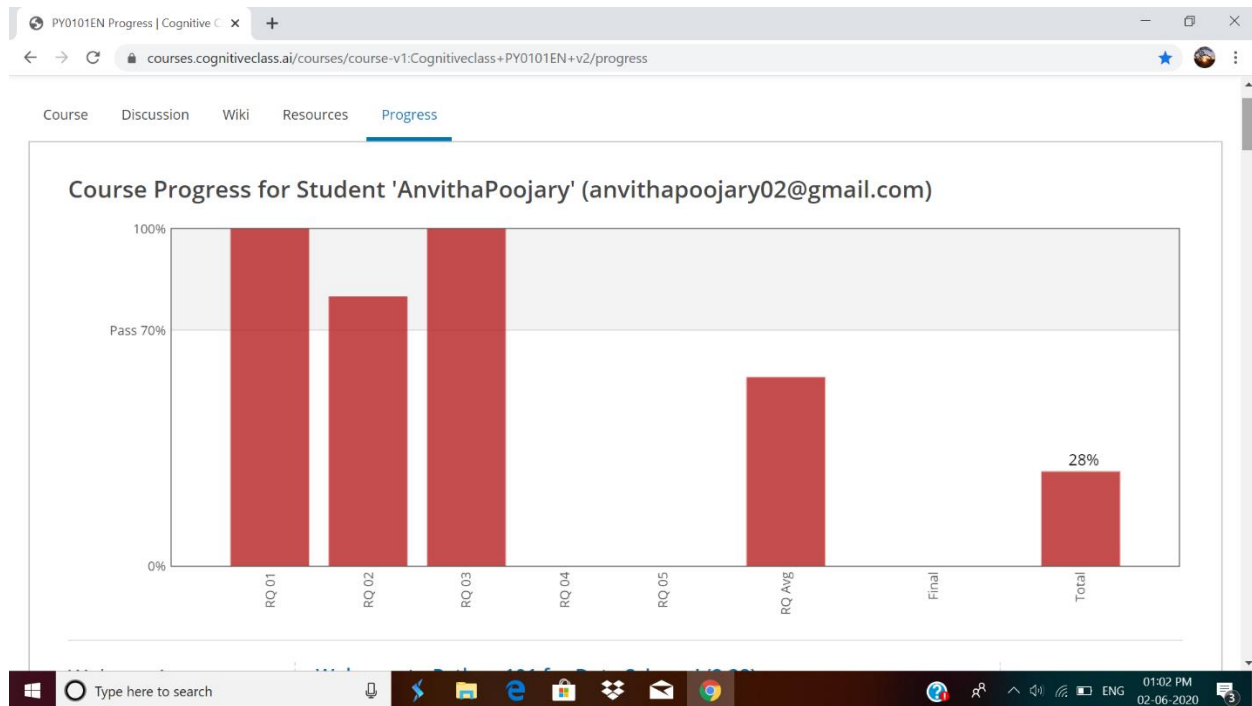 PY0101EN Progress | Cognitive C
courses.cognitiveclass.ai/courses/course-v1:Cognitiveclass+PY0101EN+v2/progress
Course Discussion Wiki Resources Progress
Course Progress for Student 'AnvithaPoojary' (anvithapoojary02@gmail.com)
100%
Pass 70%
28%
0%
RQ 01
RQ 02
RQ 03
RQ 04
RQ 05
RQ Avg
Final
Total
Type here to search
ENG
01:02 PM
02-06-2020
3